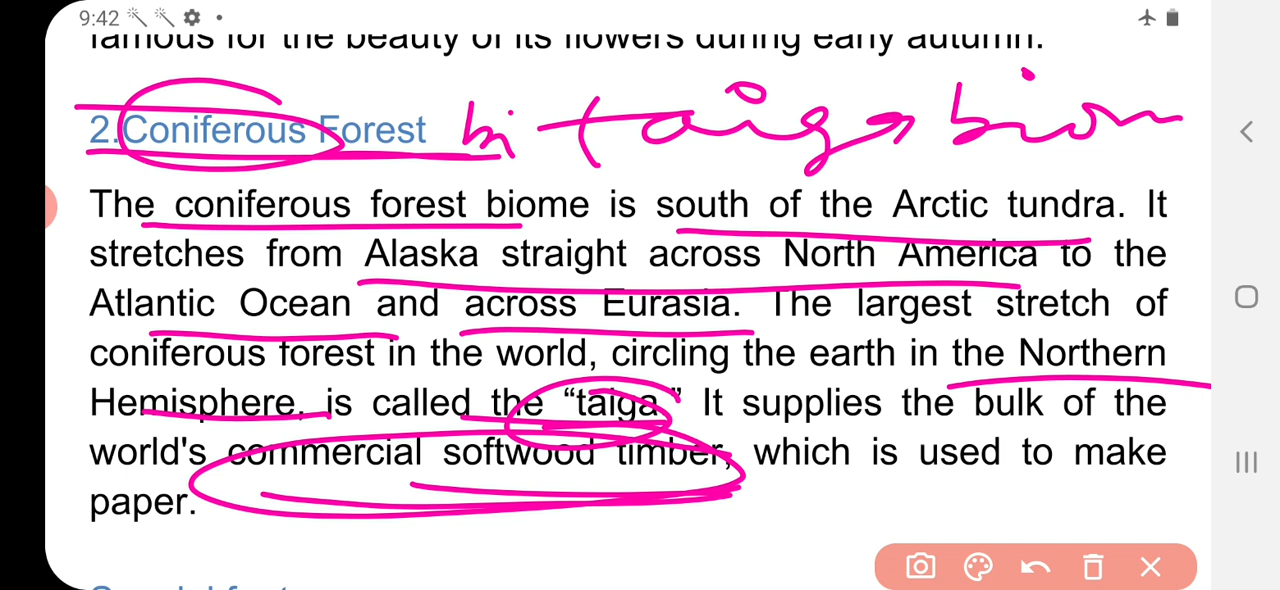 9:42
famous for the beauty of its flowers during early autumn.
2.Coniferous Forest bi taiga biom
The coniferous forest biome is south of the Arctic tundra. It
stretches from Alaska straight across North America to the
Atlantic Ocean and across Eurasia. The largest stretch of
coniferous forest in the world, circling the earth in the Northern
Hemisphere, is called the “taiga” It supplies the bulk of the
world's commercial softwood timber, which is used to make
paper.